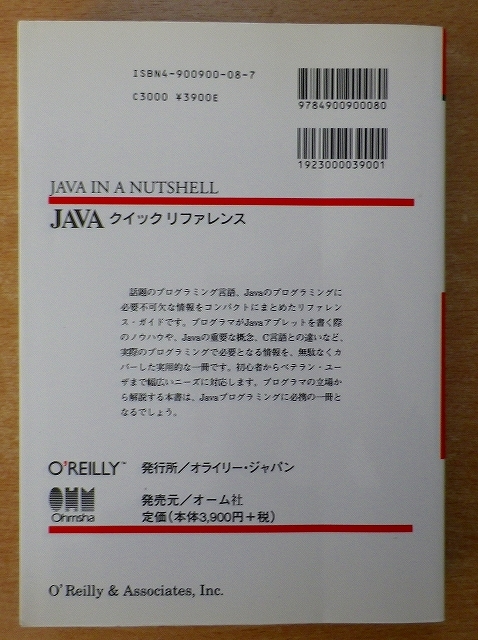 ISBN4-900900-08-7
C3000 ¥3900E
9784900900080
1923000039001
JAVA IN A NUTSHELL
JAVA クイックリファレンス
話題のプログラミング言語、Javaのプログラミングに
必要不可欠な情報をコンパクトにまとめたリファレン
ス・ガイドです。プログラマがJavaアプレットを書く際
のノウハウや、Javaの重要な概念、C言語との違いなど、
実際のプログラミングで必要となる情報を、無駄なくカ
バーした実用的な一冊です。初心者からベテラン・ユー
ザまで幅広いニーズに対応します。プログラマの立場か
ら解説する本書は、Javaプログラミングに必携の一冊と
なるでしょう。
O'REILLY™ 発行所／オライリー・ジャパン
OHM
Ohmsha
発売元／オーム社
定価（本体3,900円＋税）
O' Reilly & Associates, Inc.